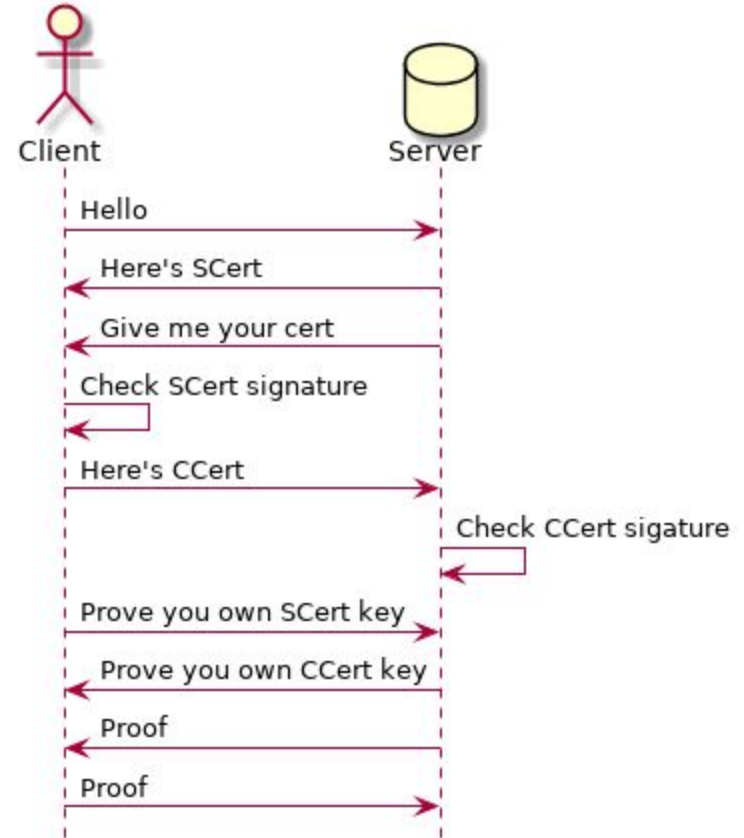 Client
Server
Hello
Here's SCert
Give me your cert
Check SCert signature
Here's CCert
Check CCert sigature
Prove you own SCert key
Prove you own CCert key
Proof
Proof